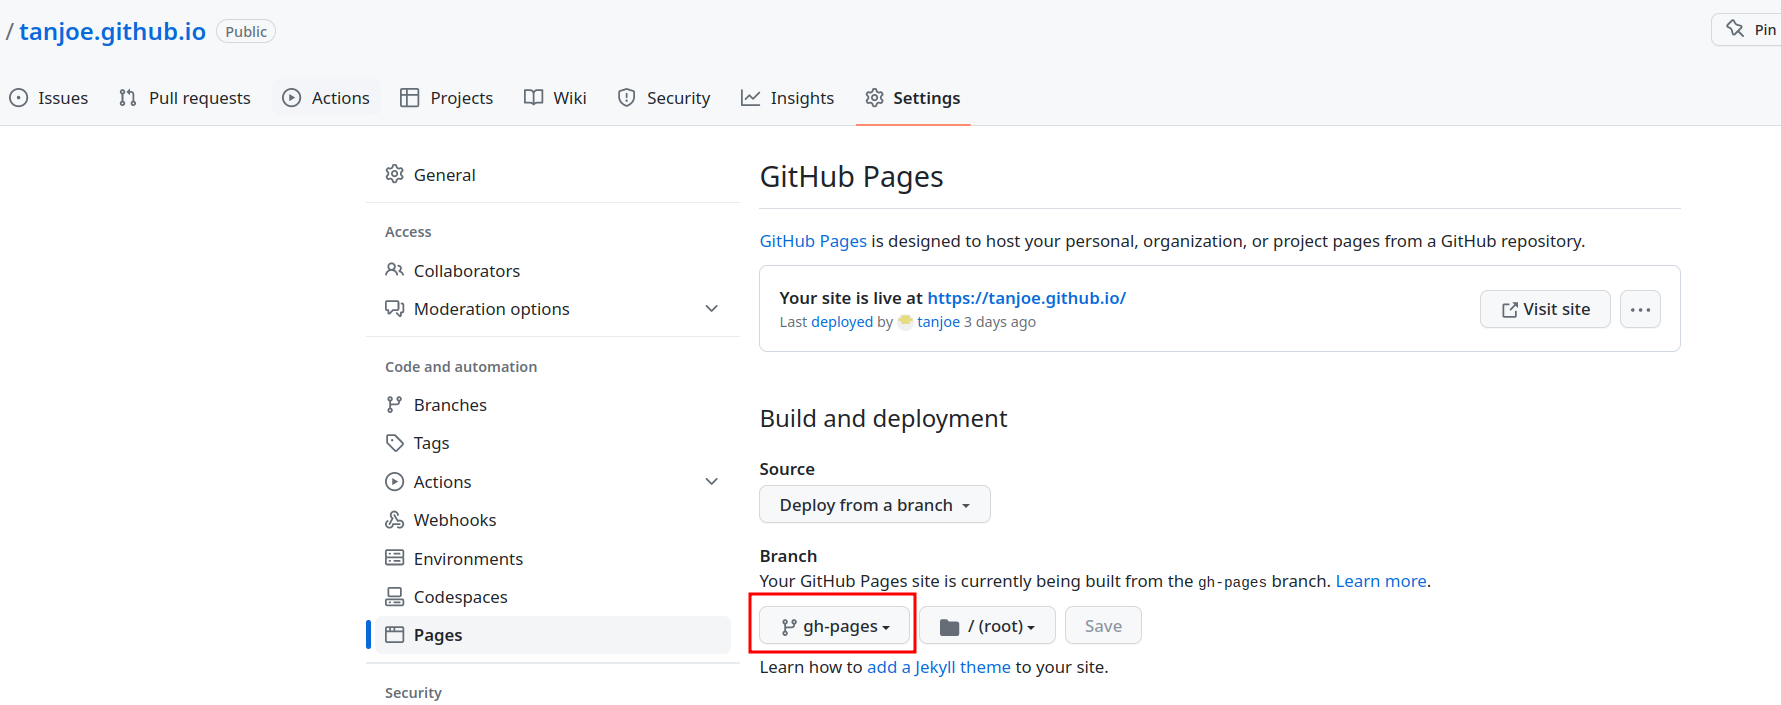 / tanjoe.github.io Public
Pin
Issues Pull requests Actions Projects Wiki Security Insights Settings
General
Access
Collaborators
Moderation options
Code and automation
Branches
Tags
Actions
Webhooks
Environments
Codespaces
Pages
Security
GitHub Pages
GitHub Pages is designed to host your personal, organization, or project pages from a GitHub repository.
Your site is live at https://tanjoe.github.io/
Last deployed by tanjoe 3 days ago
Visit site ...
Build and deployment
Source
Deploy from a branch
Branch
Your GitHub Pages site is currently being built from the gh-pages branch. Learn more.
gh-pages / (root) Save
Learn how to add a Jekyll theme to your site.